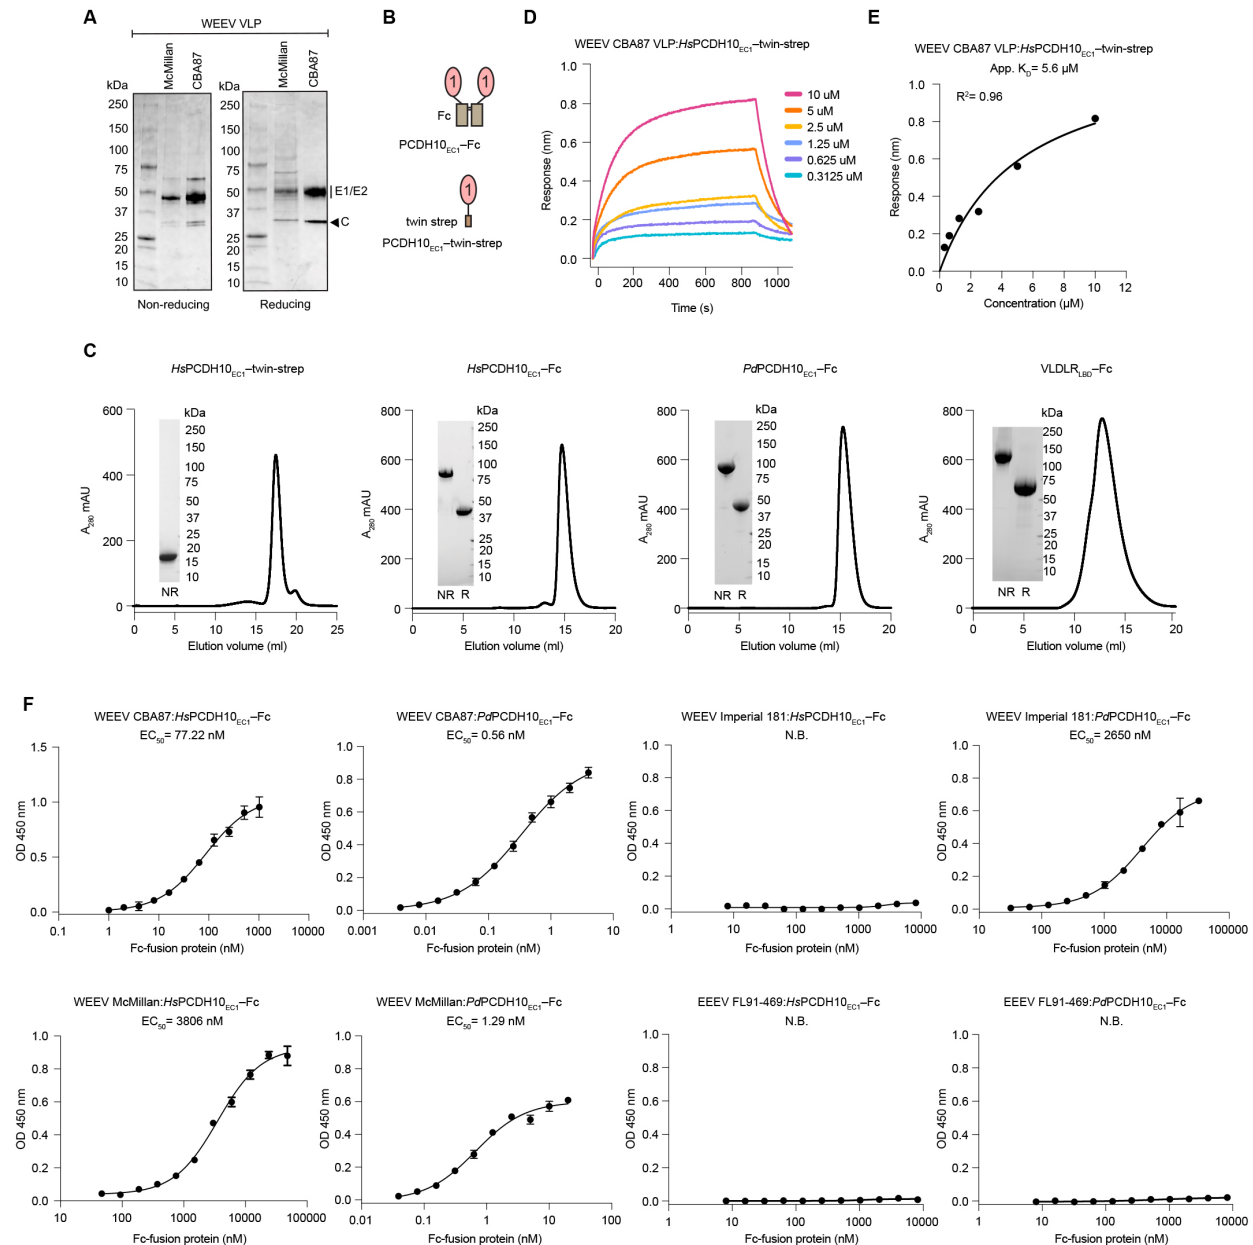 A
WEEV VLP
McMillan
CBA87
McMillan
CBA87
kDa
250
150
100
75
50
37
25
20
15
10
kDa
250
150
100
75
50
37
25
20
15
10
E1/E2
C
Non-reducing
Reducing
B
1 1
Fc
PCDH10EC1–Fc
1
twin strep
PCDH10EC1–twin-strep
D
WEEV CBA87 VLP:HsPCDH10EC1–twin-strep
Response (nm)
1.0
0.8
0.6
0.4
0.2
0.0
0 200 400 600 800 1000
Time (s)
10 uM
5 uM
2.5 uM
1.25 uM
0.625 uM
0.3125 uM
E
WEEV CBA87 VLP:HsPCDH10EC1–twin-strep
App. KD= 5.6 µM
R2= 0.96
Response (nm)
1.0
0.8
0.6
0.4
0.2
0.0
0 2 4 6 8 10 12
Concentration (µM)
C
HsPCDH10EC1–twin-strep
A280 mAU
600
400
200
0
kDa
250
150
100
75
50
37
25
20
15
10
NR
0 5 10 15 20 25
Elution volume (ml)
HsPCDH10EC1–Fc
A280 mAU
800
600
400
200
0
kDa
250
150
100
75
50
37
25
20
15
10
NR R
0 5 10 15 20
Elution volume (ml)
PdPCDH10EC1–Fc
A280 mAU
800
600
400
200
0
kDa
250
150
100
75
50
37
25
20
15
10
NR R
0 5 10 15 20
Elution volume (ml)
VLDLRLBD–Fc
A280 mAU
800
600
400
200
0
kDa
250
150
100
75
50
37
25
20
15
10
NR R
0 5 10 15 20
Elution volume (ml)
F
WEEV CBA87:HsPCDH10EC1–Fc
EC50= 77.22 nM
OD 450 nm
1.5
1.0
0.5
0.0
0.1 1 10 100 1000 10000
Fc-fusion protein (nM)
WEEV CBA87:PdPCDH10EC1–Fc
EC50= 0.56 nM
OD 450 nm
1.0
0.8
0.6
0.4
0.2
0.0
0.001 0.01 0.1 1 10
Fc-fusion protein (nM)
WEEV Imperial 181:HsPCDH10EC1–Fc
N.B.
OD 450 nm
1.0
0.8
0.6
0.4
0.2
0.0
1 10 100 1000 10000
Fc-fusion protein (nM)
WEEV Imperial 181:PdPCDH10EC1–Fc
EC50= 2650 nM
OD 450 nm
1.0
0.8
0.6
0.4
0.2
0.0
10 100 1000 10000 100000
Fc-fusion protein (nM)
WEEV McMillan:HsPCDH10EC1–Fc
EC50= 3806 nM
OD 450 nm
1.0
0.8
0.6
0.4
0.2
0.0
10 100 1000 10000 100000
Fc-fusion protein (nM)
WEEV McMillan:PdPCDH10EC1–Fc
EC50= 1.29 nM
OD 450 nm
1.0
0.8
0.6
0.4
0.2
0.0
0.01 0.1 1 10 100
Fc-fusion protein (nM)
EEEV FL91-469:HsPCDH10EC1–Fc
N.B.
OD 450 nm
1.0
0.8
0.6
0.4
0.2
0.0
1 10 100 1000 10000
Fc-fusion protein (nM)
EEEV FL91-469:PdPCDH10EC1–Fc
N.B.
OD 450 nm
1.0
0.8
0.6
0.4
0.2
0.0
1 10 100 1000 10000
Fc-fusion protein (nM)